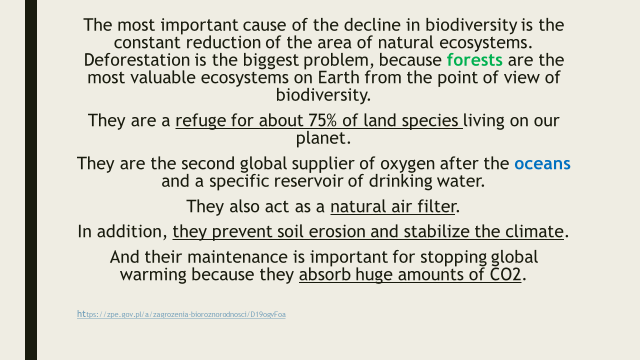 The most important cause of the decline in biodiversity is the
constant reduction of the area of natural ecosystems.
Deforestation is the biggest problem, because forests are the
most valuable ecosystems on Earth from the point of view of
biodiversity.
They are a refuge for about 75% of land species living on our
planet.
They are the second global supplier of oxygen after the oceans
and a specific reservoir of drinking water.
They also act as a natural air filter.
In addition, they prevent soil erosion and stabilize the climate.
And their maintenance is important for stopping global
warming because they absorb huge amounts of CO2.
https://zpe.gov.pl/a/zagrozenia-bioroznorodnosci/D19ogvFoa